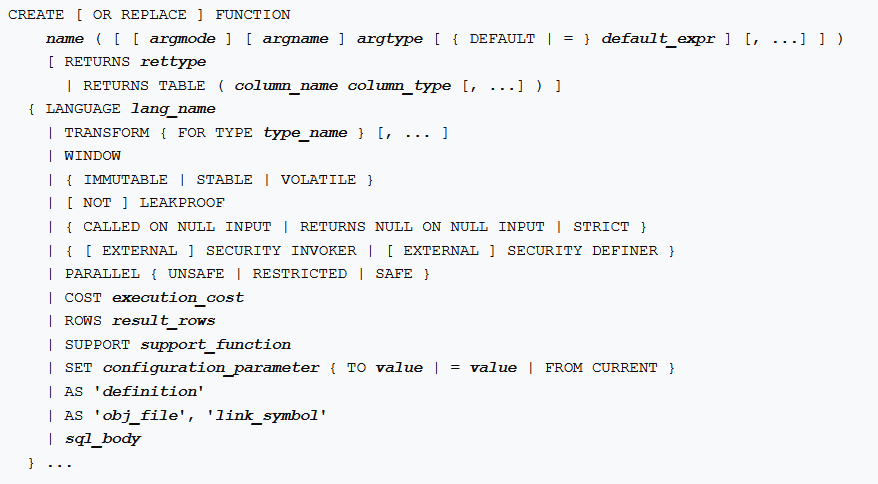 CREATE [ OR REPLACE ] FUNCTION
    name ( [ [ argmode ] [ argname ] argtype [ { DEFAULT | = } default_expr ] [, ...] ] )
    [ RETURNS rettype
      | RETURNS TABLE ( column_name column_type [, ...] ) ]
  { LANGUAGE lang_name
    | TRANSFORM { FOR TYPE type_name } [, ... ]
    | WINDOW
    | { IMMUTABLE | STABLE | VOLATILE }
    | [ NOT ] LEAKPROOF
    | { CALLED ON NULL INPUT | RETURNS NULL ON NULL INPUT | STRICT }
    | { [ EXTERNAL ] SECURITY INVOKER | [ EXTERNAL ] SECURITY DEFINER }
    | PARALLEL { UNSAFE | RESTRICTED | SAFE }
    | COST execution_cost
    | ROWS result_rows
    | SUPPORT support_function
    | SET configuration_parameter { TO value | = value | FROM CURRENT }
    | AS 'definition'
    | AS 'obj_file', 'link_symbol'
    | sql_body
  } ...